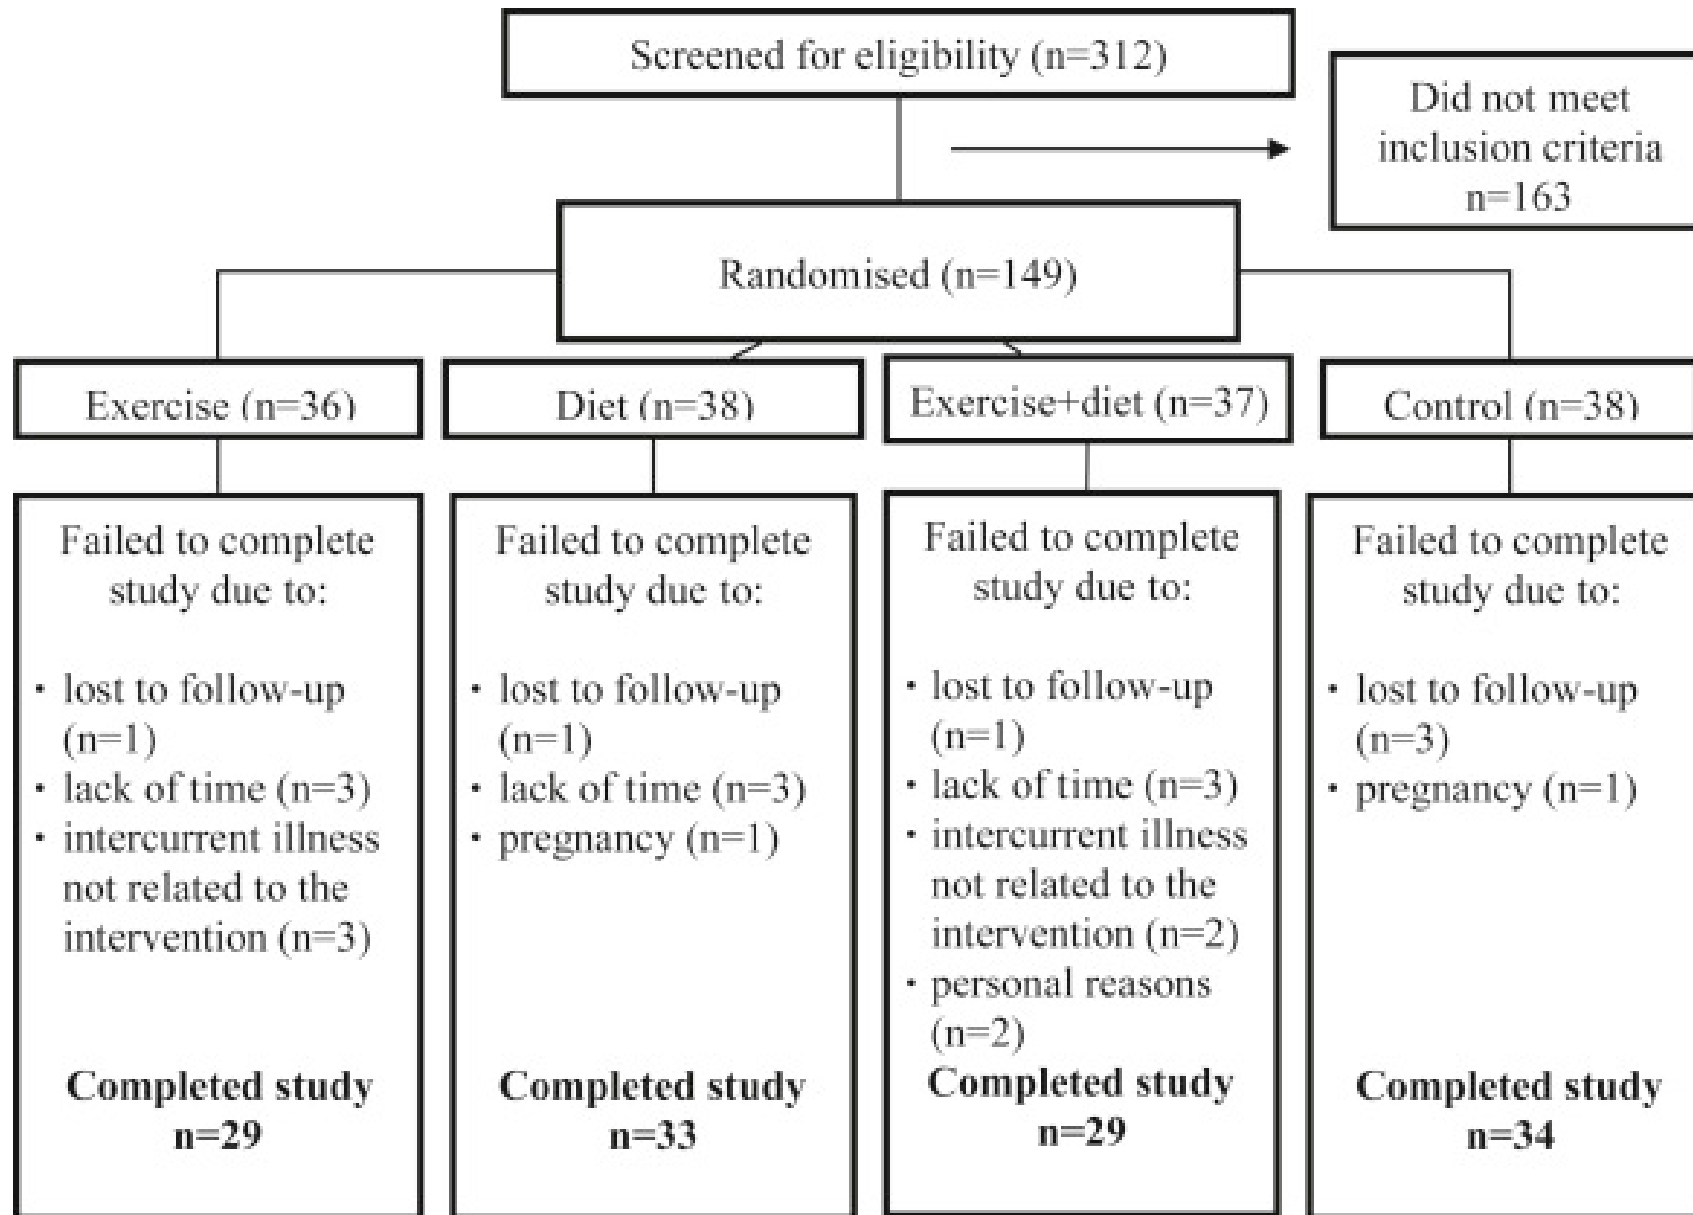 Screened for eligibility (n=312)
Did not meet
inclusion criteria
n=163
Randomised (n=149)
Exercise (n=36)
Diet (n=38)
Exercise+diet (n=37)
Control (n=38)
Failed to complete
study due to:
• lost to follow-up
(n=1)
• lack of time (n=3)
• intercurrent illness
not related to the
intervention (n=3)
Completed study
n=29
Failed to complete
study due to:
• lost to follow-up
(n=1)
• lack of time (n=3)
• pregnancy (n=1)
Completed study
n=33
Failed to complete
study due to:
• lost to follow-up
(n=1)
• lack of time (n=3)
• intercurrent illness
not related to the
intervention (n=2)
• personal reasons
(n=2)
Completed study
n=29
Failed to complete
study due to:
• lost to follow-up
(n=3)
• pregnancy (n=1)
Completed study
n=34